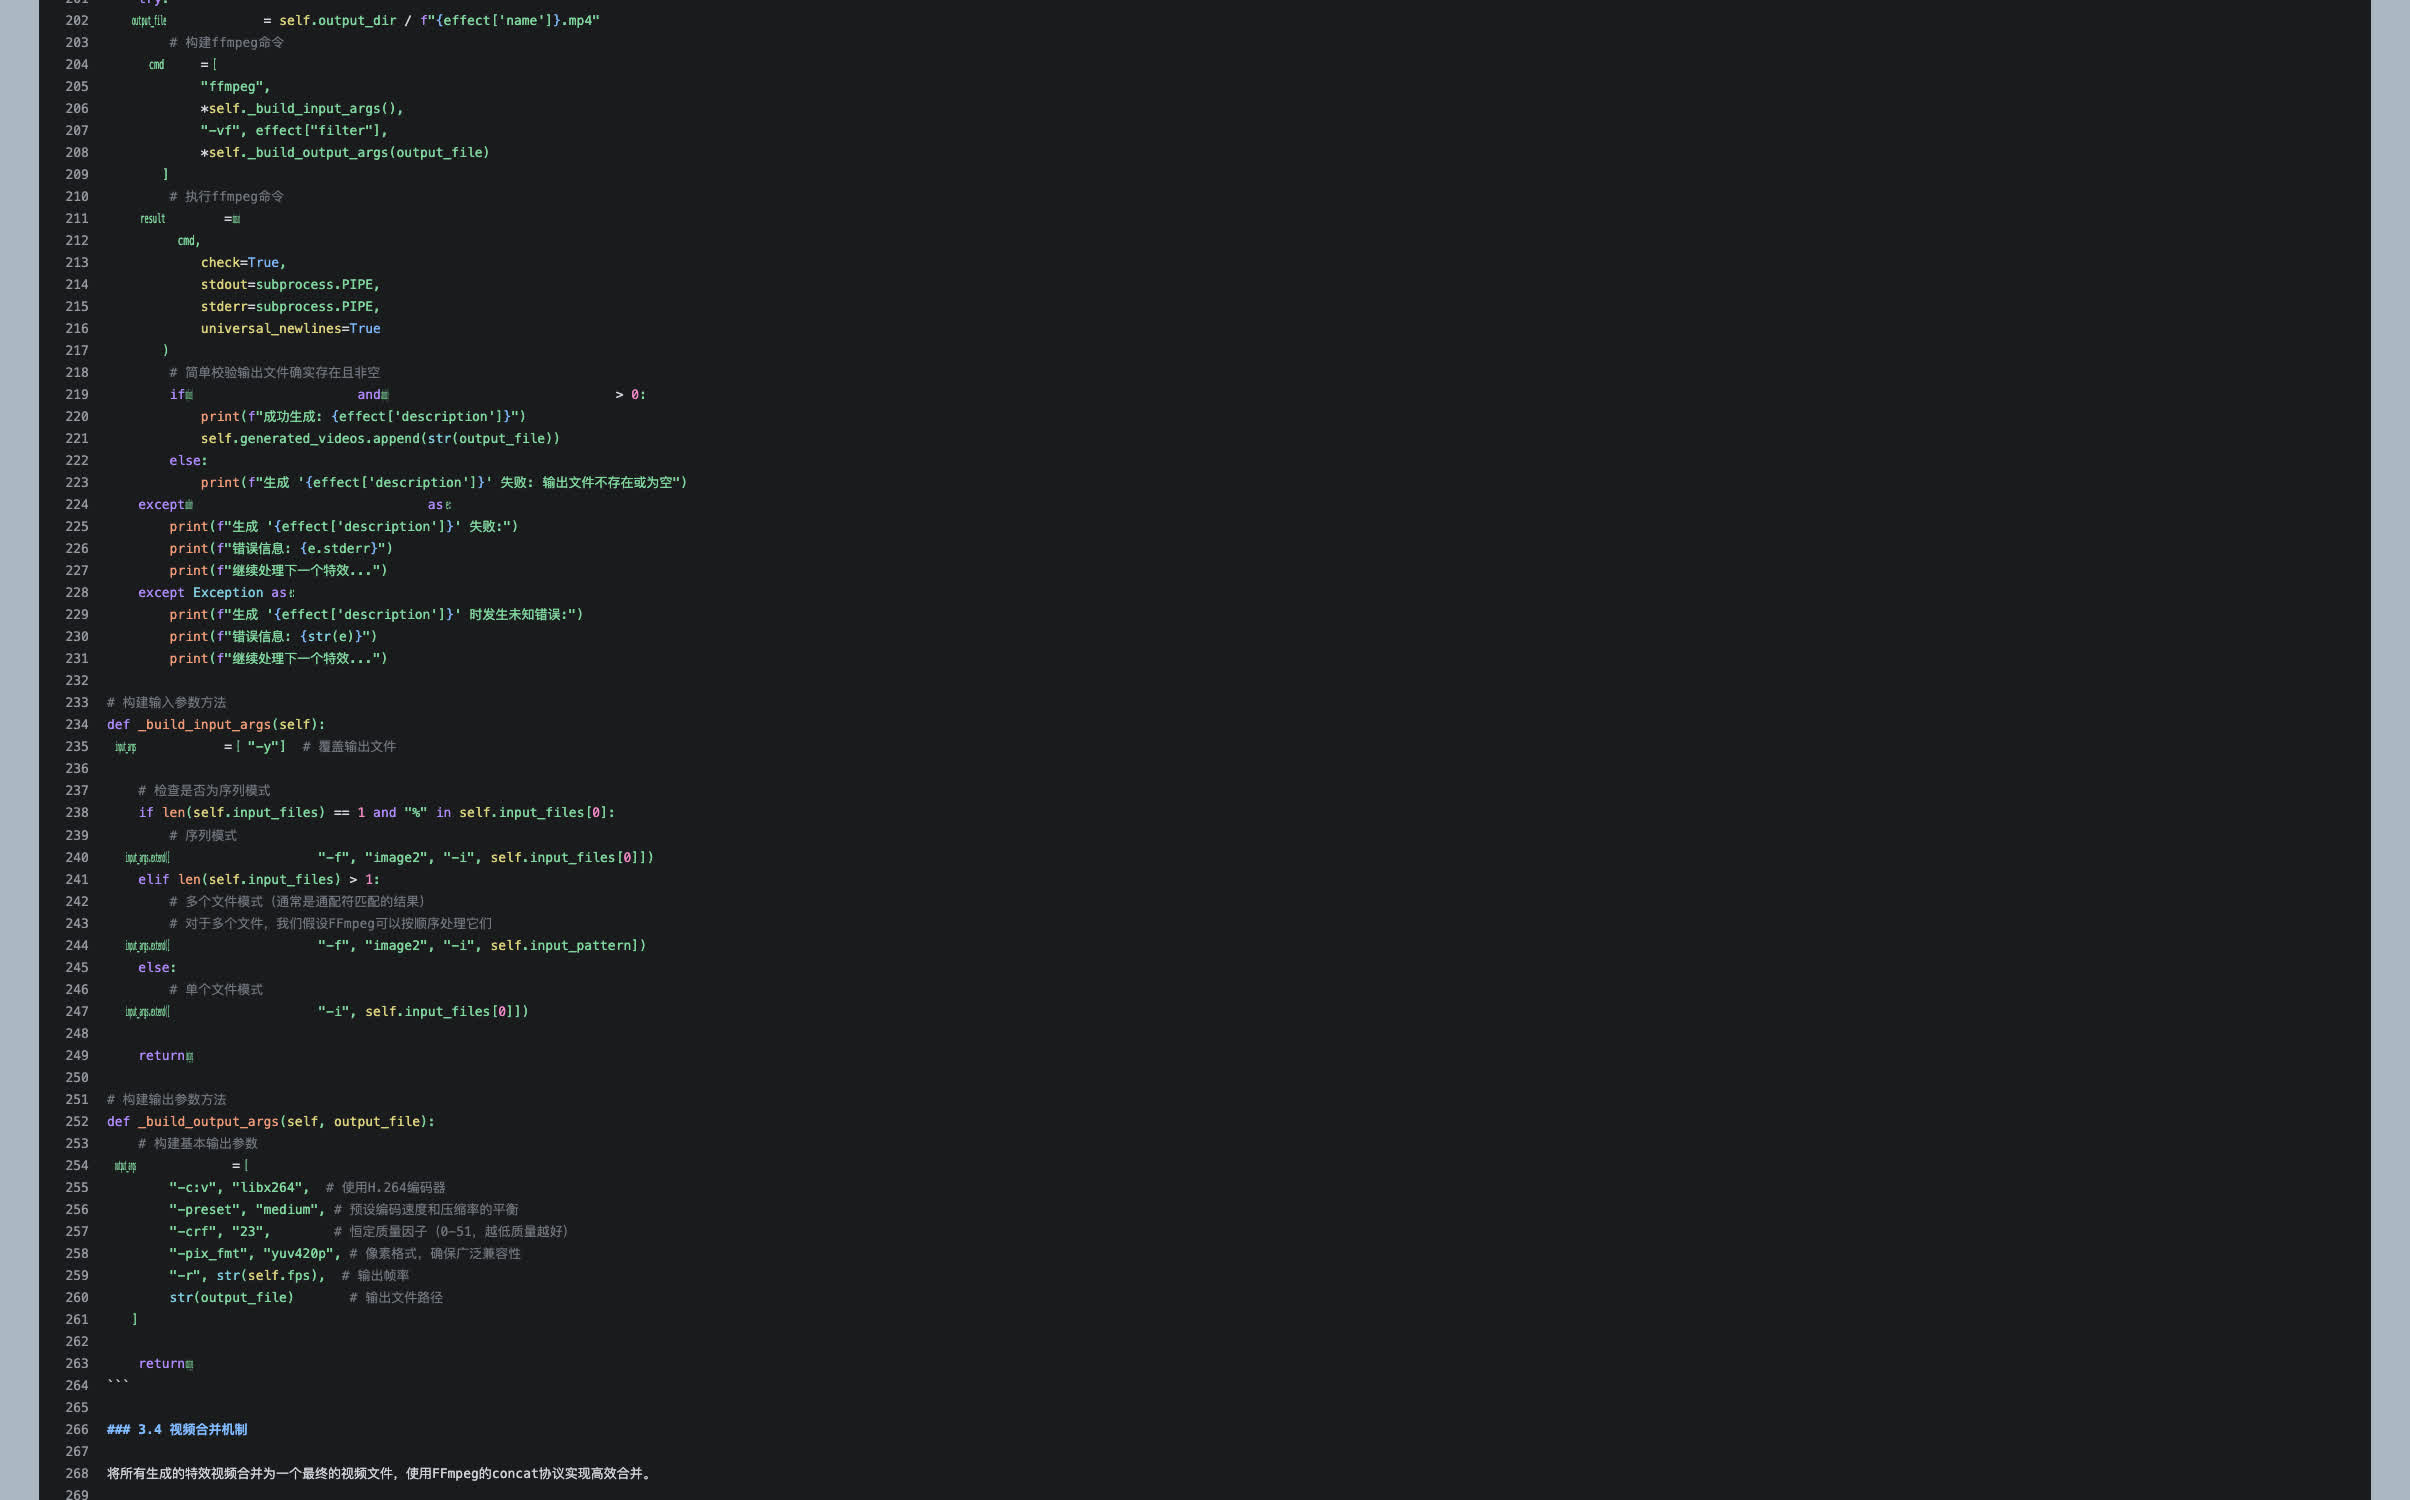 201 try:
202 output_file = self.output_dir / f"{effect['name']}.mp4"
203 # 构建ffmpeg命令
204 cmd = [
205 "ffmpeg",
206 *self._build_input_args(),
207 "-vf", effect["filter"],
208 *self._build_output_args(output_file)
209 ]
210 # 执行ffmpeg命令
211 result =
212 cmd,
213 check=True,
214 stdout=subprocess.PIPE,
215 stderr=subprocess.PIPE,
216 universal_newlines=True
217 )
218 # 简单校验输出文件确实存在且非空
219 if and > 0:
220 print(f"成功生成: {effect['description']}")
221 self.generated_videos.append(str(output_file))
222 else:
223 print(f"生成 '{effect['description']}' 失败: 输出文件不存在或为空")
224 except as
225 print(f"生成 '{effect['description']}' 失败:")
226 print(f"错误信息: {e.stderr}")
227 print(f"继续处理下一个特效...")
228 except Exception as
229 print(f"生成 '{effect['description']}' 时发生未知错误:")
230 print(f"错误信息: {str(e)}")
231 print(f"继续处理下一个特效...")
232
233 # 构建输入参数方法
234 def _build_input_args(self):
235 input_args = [ "-y"] # 覆盖输出文件
236
237 # 检查是否为序列模式
238 if len(self.input_files) == 1 and "%" in self.input_files[0]:
239 # 序列模式
240 input_args.extend([ "-f", "image2", "-i", self.input_files[0]])
241 elif len(self.input_files) > 1:
242 # 多个文件模式（通常是通配符匹配的结果）
243 # 对于多个文件，我们假设FFmpeg可以按顺序处理它们
244 input_args.extend([ "-f", "image2", "-i", self.input_pattern])
245 else:
246 # 单个文件模式
247 input_args.extend([ "-i", self.input_files[0]])
248
249 return
250
251 # 构建输出参数方法
252 def _build_output_args(self, output_file):
253 # 构建基本输出参数
254 output_args = [
255 "-c:v", "libx264", # 使用H.264编码器
256 "-preset", "medium", # 预设编码速度和压缩率的平衡
257 "-crf", "23", # 恒定质量因子（0-51，越低质量越好）
258 "-pix_fmt", "yuv420p", # 像素格式，确保广泛兼容性
259 "-r", str(self.fps), # 输出帧率
260 str(output_file) # 输出文件路径
261 ]
262
263 return
264 ```
265
266 ### 3.4 视频合并机制
267
268 将所有生成的特效视频合并为一个最终的视频文件，使用FFmpeg的concat协议实现高效合并。
269